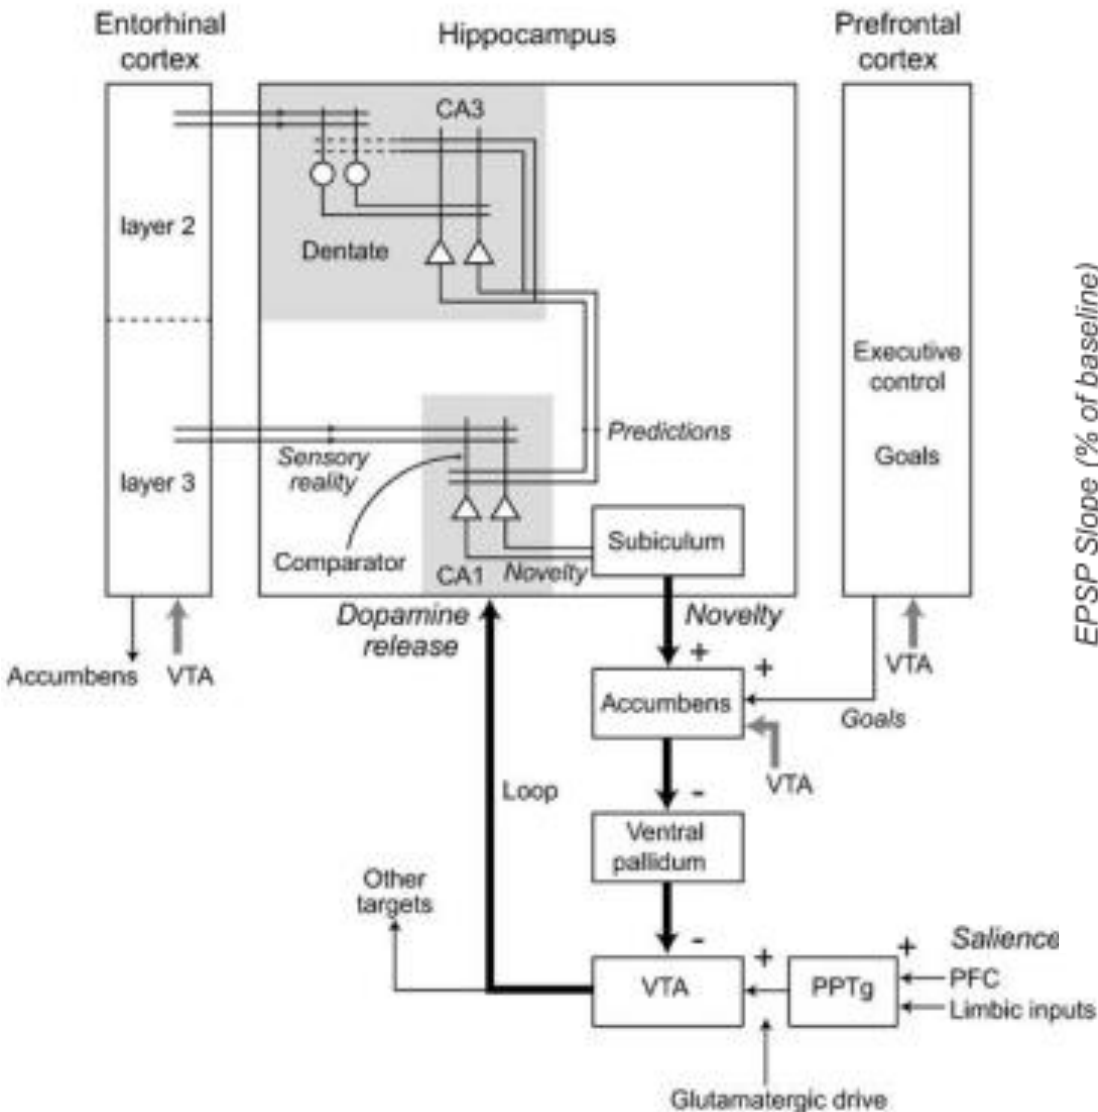 Entorhinal
cortex
Hippocampus
Prefrontal
cortex
CA3
layer 2
Dentate
Executive
control
Goals
EPSP Slope (% of baseline)
Predictions
Sensory
reality
layer 3
Comparator
CA1
Novelty
Subiculum
Dopamine
release
Novelty
+
+
Accumbens
VTA
VTA
Accumbens
Goals
VTA
Loop
-
Ventral
pallidum
Other
targets
-
+
+
Salience
VTA
PPTg
PFC
Limbic inputs
Glutamatergic drive